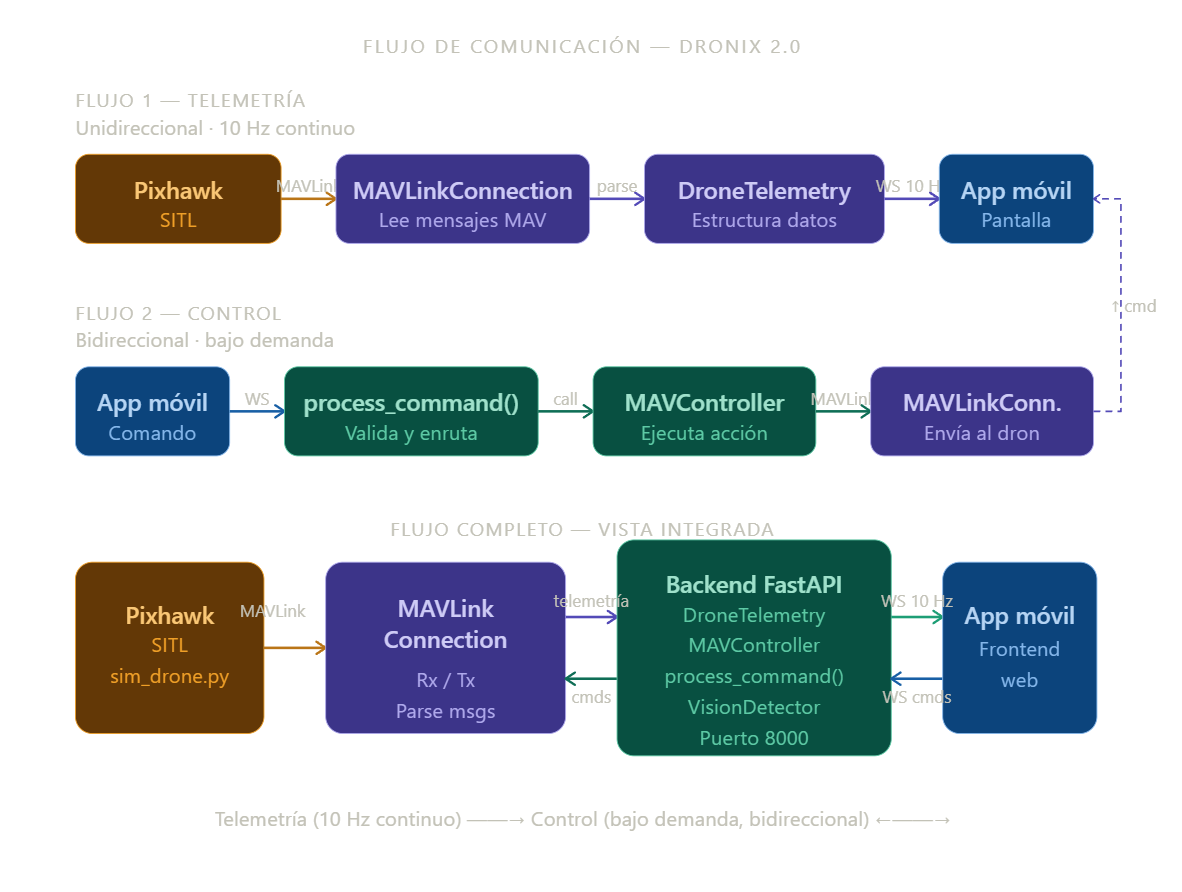 FLUJO DE COMUNICACIÓN — DRONIX 2.0
FLUJO 1 — TELEMETRÍA
Unidireccional · 10 Hz continuo
Pixhawk
SITL
MAVLink
MAVLinkConnection
Lee mensajes MAV
parse
DroneTelemetry
Estructura datos
WS 10 H
App móvil
Pantalla
↑ cmd
FLUJO 2 — CONTROL
Bidireccional · bajo demanda
App móvil
Comando
WS
process_command()
Valida y enruta
call
MAVController
Ejecuta acción
MAVLink
MAVLinkConn.
Envía al dron
FLUJO COMPLETO — VISTA INTEGRADA
Pixhawk
SITL
sim_drone.py
MAVLink
MAVLink
Connection
Rx / Tx
Parse msgs
telemetría
cmds
Backend FastAPI
DroneTelemetry
MAVController
process_command()
VisionDetector
Puerto 8000
WS 10 Hz
WS cmds
App móvil
Frontend
web
Telemetría (10 Hz continuo) ——→ Control (bajo demanda, bidireccional) ←——→